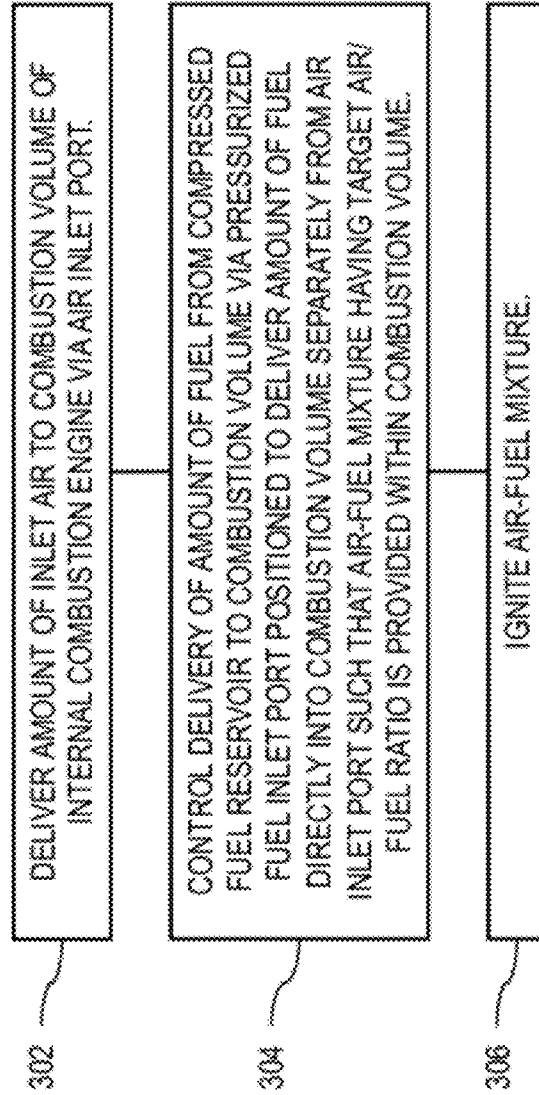 302
DELIVER AMOUNT OF INLET AIR TO COMBUSTION VOLUME OF
INTERNAL COMBUSTION ENGINE VIA AIR INLET PORT.
304
CONTROL DELIVERY OF AMOUNT OF FUEL FROM COMPRESSED
FUEL RESERVOIR TO COMBUSTION VOLUME VIA PRESSURIZED
FUEL INLET PORT POSITIONED TO DELIVER AMOUNT OF FUEL
DIRECTLY INTO COMBUSTION VOLUME SEPARATELY FROM AIR
INLET PORT SUCH THAT AIR-FUEL MIXTURE HAVING TARGET AIR/
FUEL RATIO IS PROVIDED WITHIN COMBUSTION VOLUME.
306
IGNITE AIR-FUEL MIXTURE.